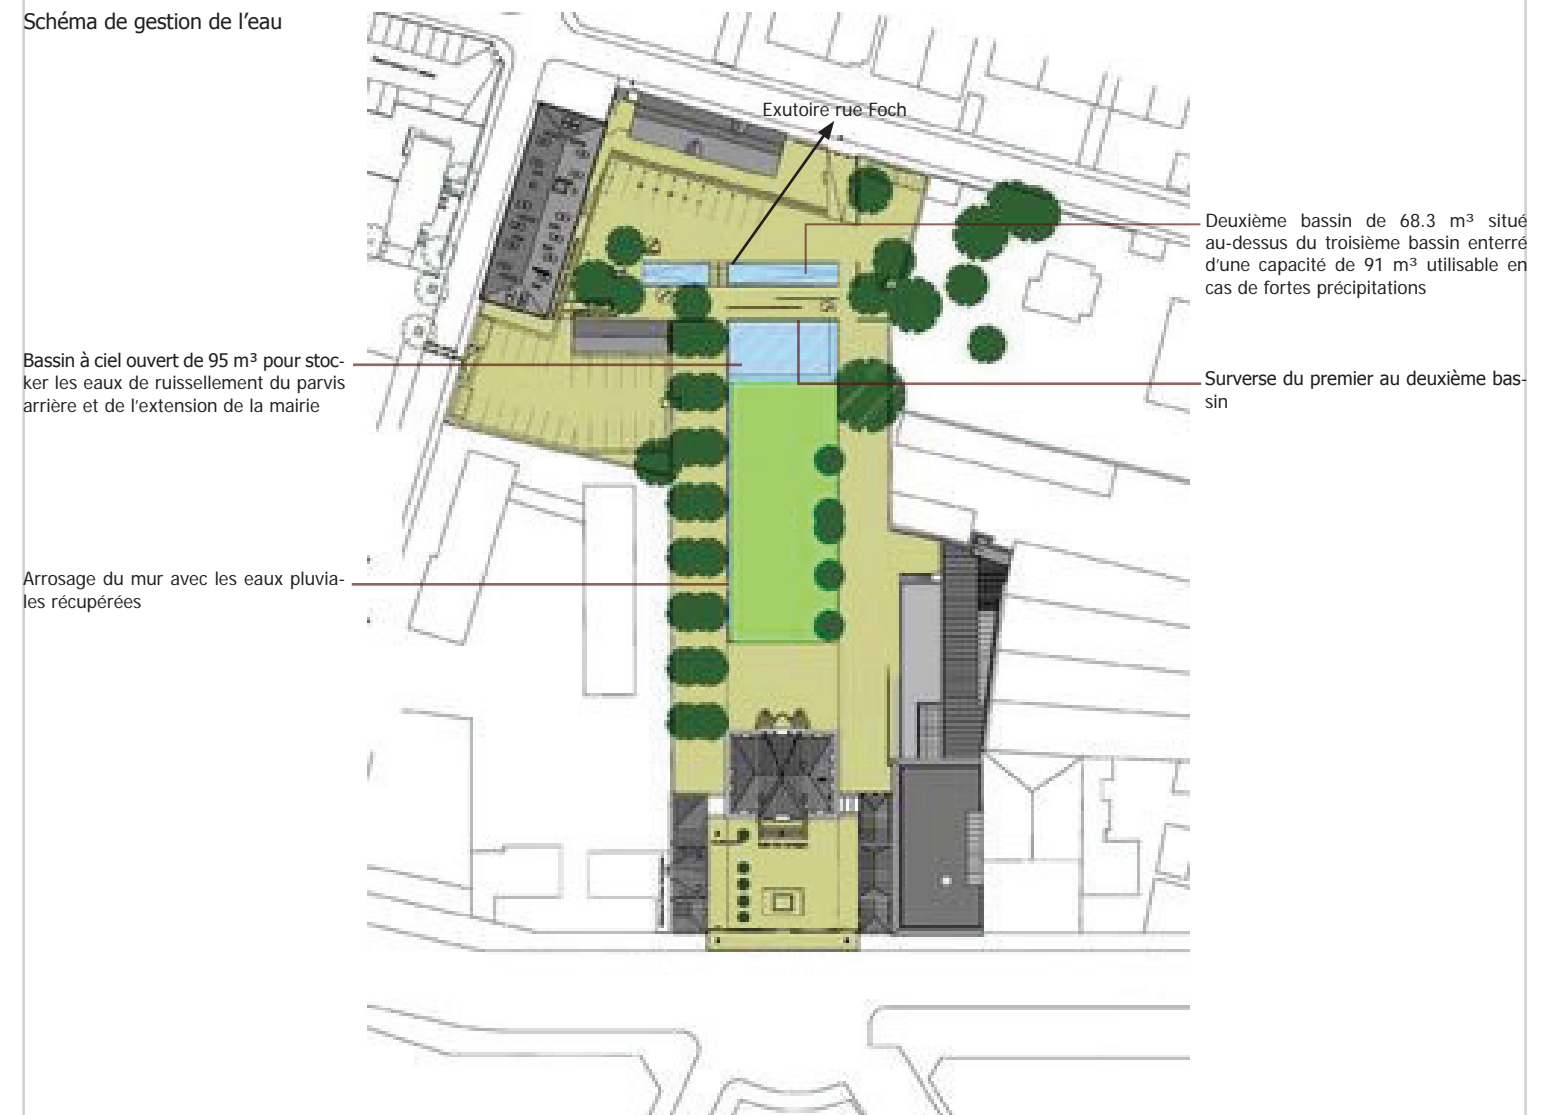 Schéma de gestion de l'eau
Exutoire rue Foch
Deuxième bassin de 68.3 m³ situé
au-dessus du troisième bassin enterré
d'une capacité de 91 m³ utilisable en
cas de fortes précipitations
Bassin à ciel ouvert de 95 m³ pour stoc-
ker les eaux de ruissellement du parvis
arrière et de l'extension de la mairie
Surverse du premier au deuxième bas-
sin
Arrosage du mur avec les eaux pluvia-
les récupérées